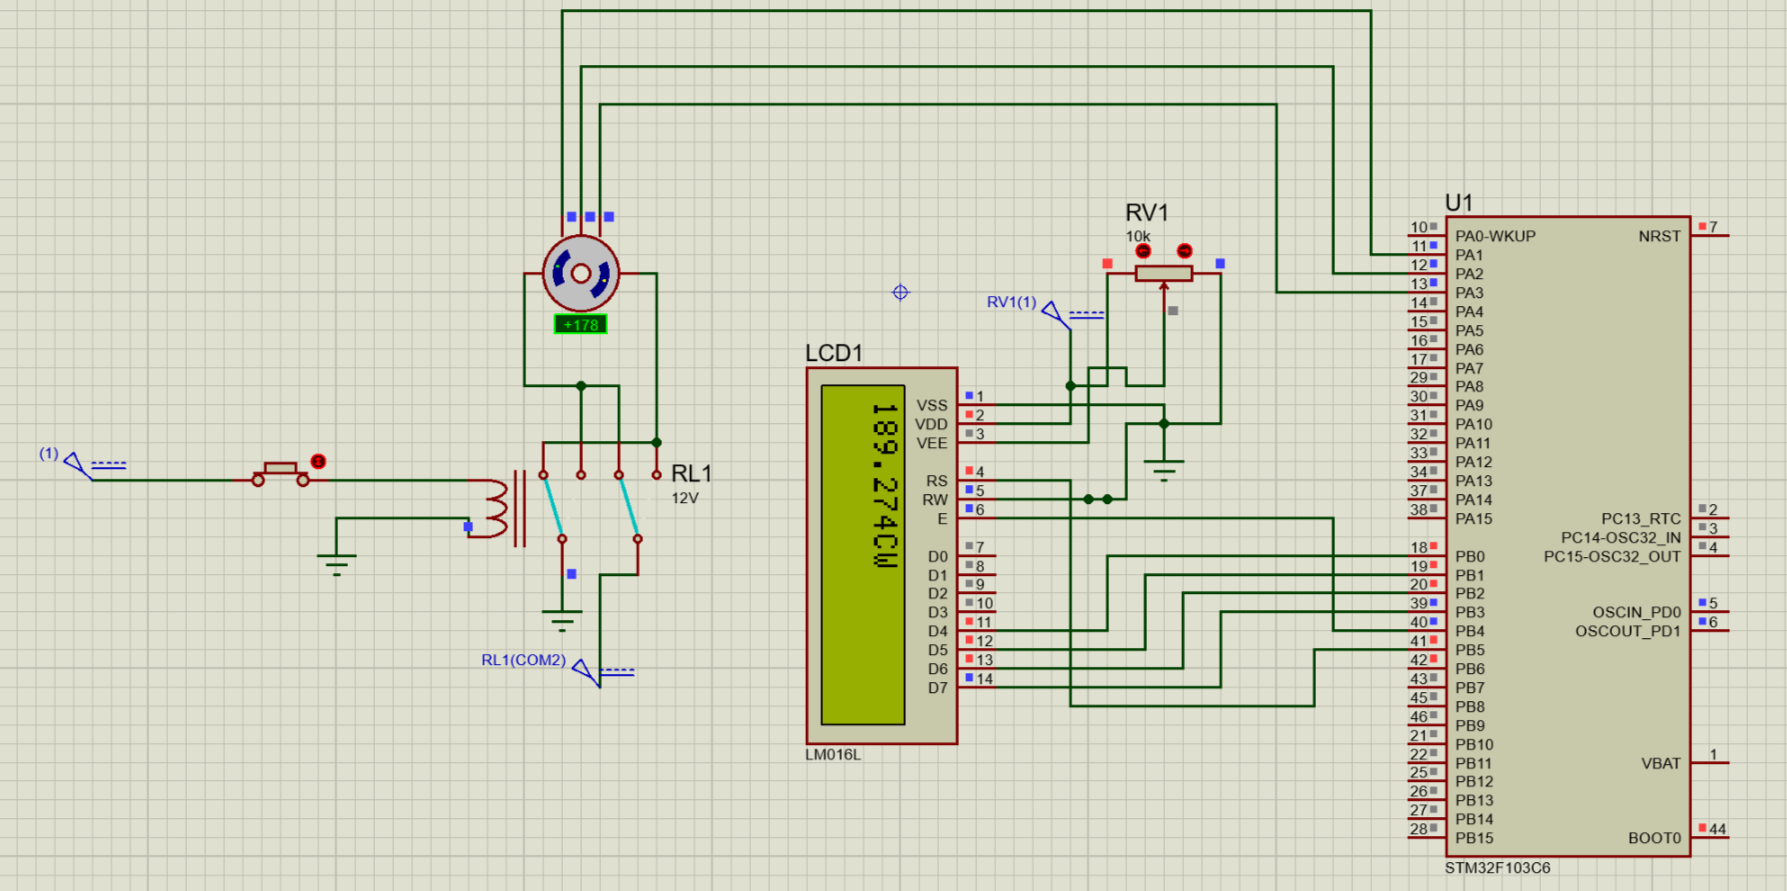 +178
RV1
10k
RV1(1)
LCD1
189.274CW
VSS 1
VDD 2
VEE 3
RS 4
RW 5
E 6
D0 7
D1 8
D2 9
D3 10
D4 11
D5 12
D6 13
D7 14
LM016L
(1)
RL1
12V
RL1(COM2)
U1
10 PA0-WKUP
11 PA1
12 PA2
13 PA3
14 PA4
15 PA5
16 PA6
17 PA7
29 PA8
30 PA9
31 PA10
32 PA11
33 PA12
34 PA13
37 PA14
38 PA15
18 PB0
19 PB1
20 PB2
39 PB3
40 PB4
41 PB5
42 PB6
43 PB7
45 PB8
46 PB9
21 PB10
22 PB11
25 PB12
26 PB13
27 PB14
28 PB15
NRST 7
PC13_RTC 2
PC14-OSC32_IN 3
PC15-OSC32_OUT 4
OSCIN_PD0 5
OSCOUT_PD1 6
VBAT 1
BOOT0 44
STM32F103C6